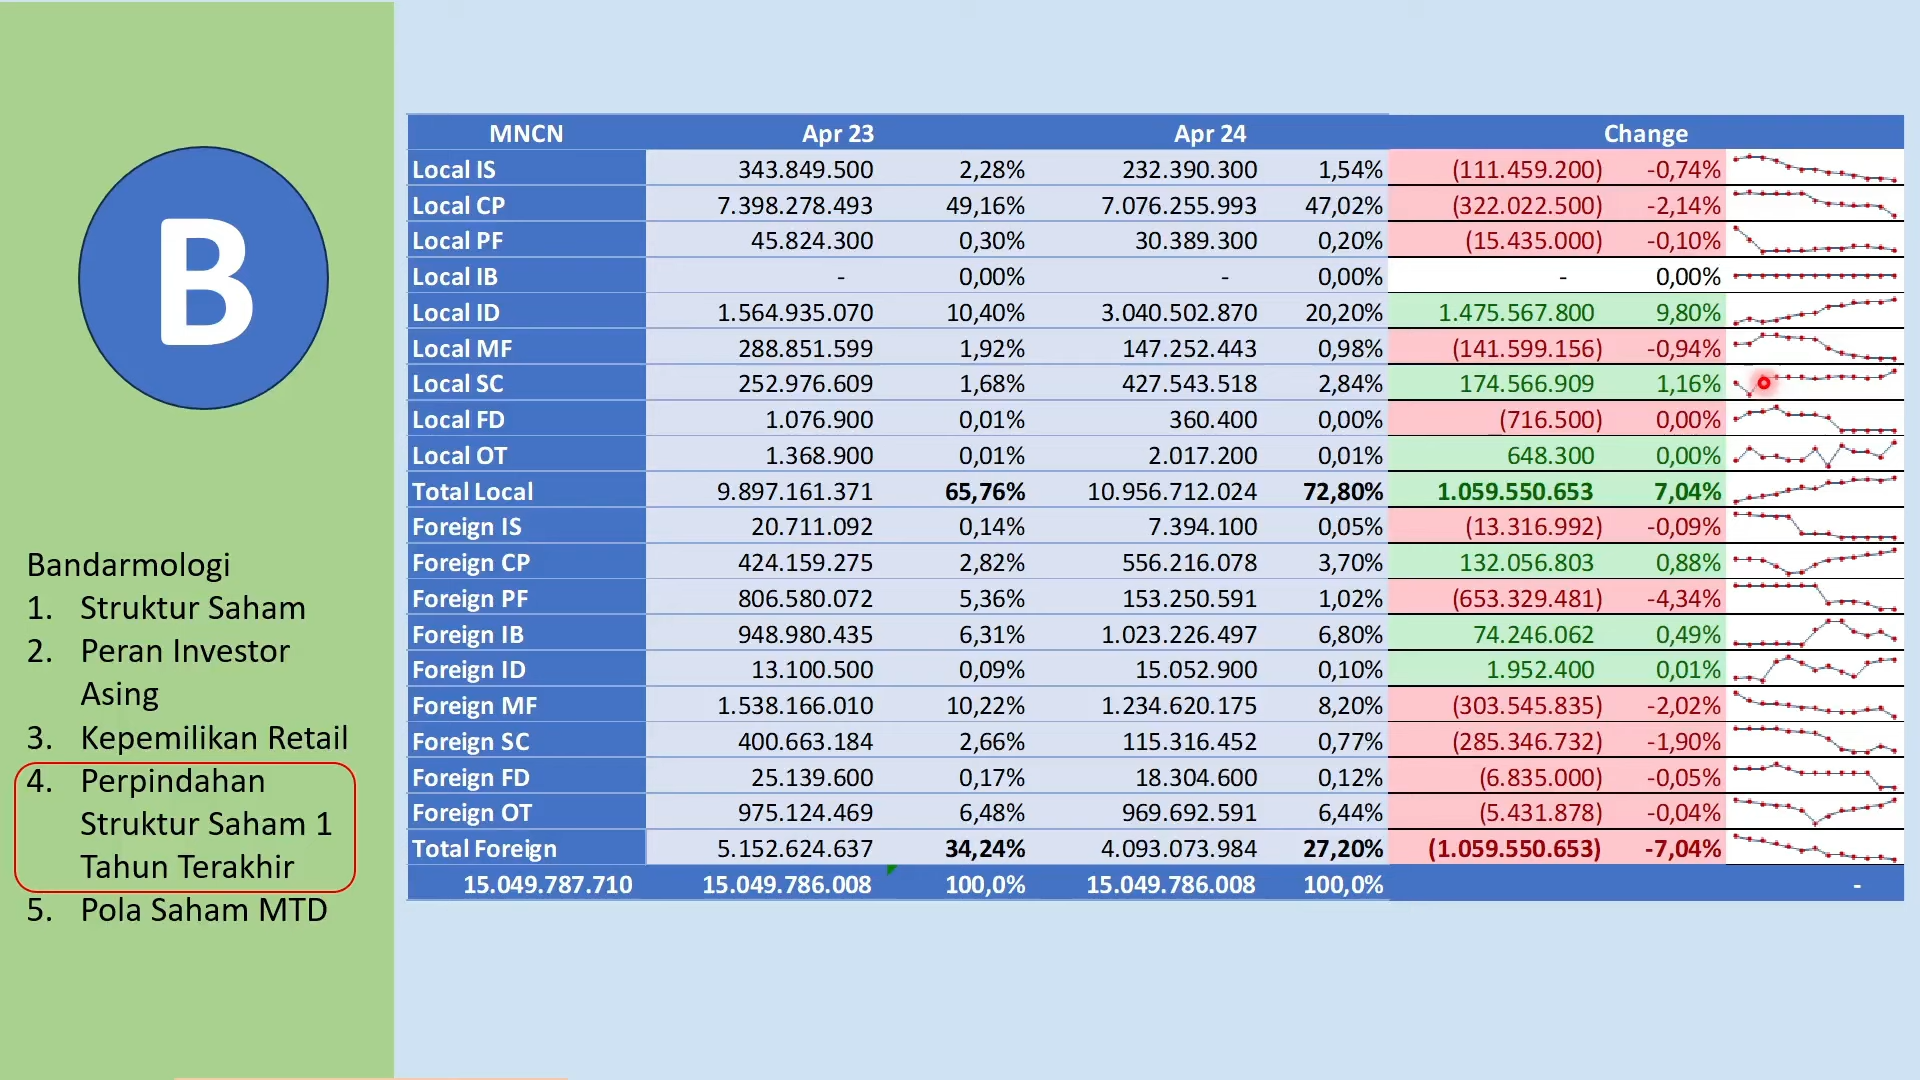 B
Bandarmologi
1. Struktur Saham
2. Peran Investor
Asing
3. Kepemilikan Retail
4. Perpindahan
Struktur Saham 1
Tahun Terakhir
5. Pola Saham MTD
MNCN Apr 23 Apr 24 Change
Local IS 343.849.500 2,28% 232.390.300 1,54% (111.459.200) -0,74%
Local CP 7.398.278.493 49,16% 7.076.255.993 47,02% (322.022.500) -2,14%
Local PF 45.824.300 0,30% 30.389.300 0,20% (15.435.000) -0,10%
Local IB - 0,00% - 0,00% - 0,00%
Local ID 1.564.935.070 10,40% 3.040.502.870 20,20% 1.475.567.800 9,80%
Local MF 288.851.599 1,92% 147.252.443 0,98% (141.599.156) -0,94%
Local SC 252.976.609 1,68% 427.543.518 2,84% 174.566.909 1,16%
Local FD 1.076.900 0,01% 360.400 0,00% (716.500) 0,00%
Local OT 1.368.900 0,01% 2.017.200 0,01% 648.300 0,00%
Total Local 9.897.161.371 65,76% 10.956.712.024 72,80% 1.059.550.653 7,04%
Foreign IS 20.711.092 0,14% 7.394.100 0,05% (13.316.992) -0,09%
Foreign CP 424.159.275 2,82% 556.216.078 3,70% 132.056.803 0,88%
Foreign PF 806.580.072 5,36% 153.250.591 1,02% (653.329.481) -4,34%
Foreign IB 948.980.435 6,31% 1.023.226.497 6,80% 74.246.062 0,49%
Foreign ID 13.100.500 0,09% 15.052.900 0,10% 1.952.400 0,01%
Foreign MF 1.538.166.010 10,22% 1.234.620.175 8,20% (303.545.835) -2,02%
Foreign SC 400.663.184 2,66% 115.316.452 0,77% (285.346.732) -1,90%
Foreign FD 25.139.600 0,17% 18.304.600 0,12% (6.835.000) -0,05%
Foreign OT 975.124.469 6,48% 969.692.591 6,44% (5.431.878) -0,04%
Total Foreign 5.152.624.637 34,24% 4.093.073.984 27,20% (1.059.550.653) -7,04%
15.049.787.710 15.049.786.008 100,0% 15.049.786.008 100,0% -